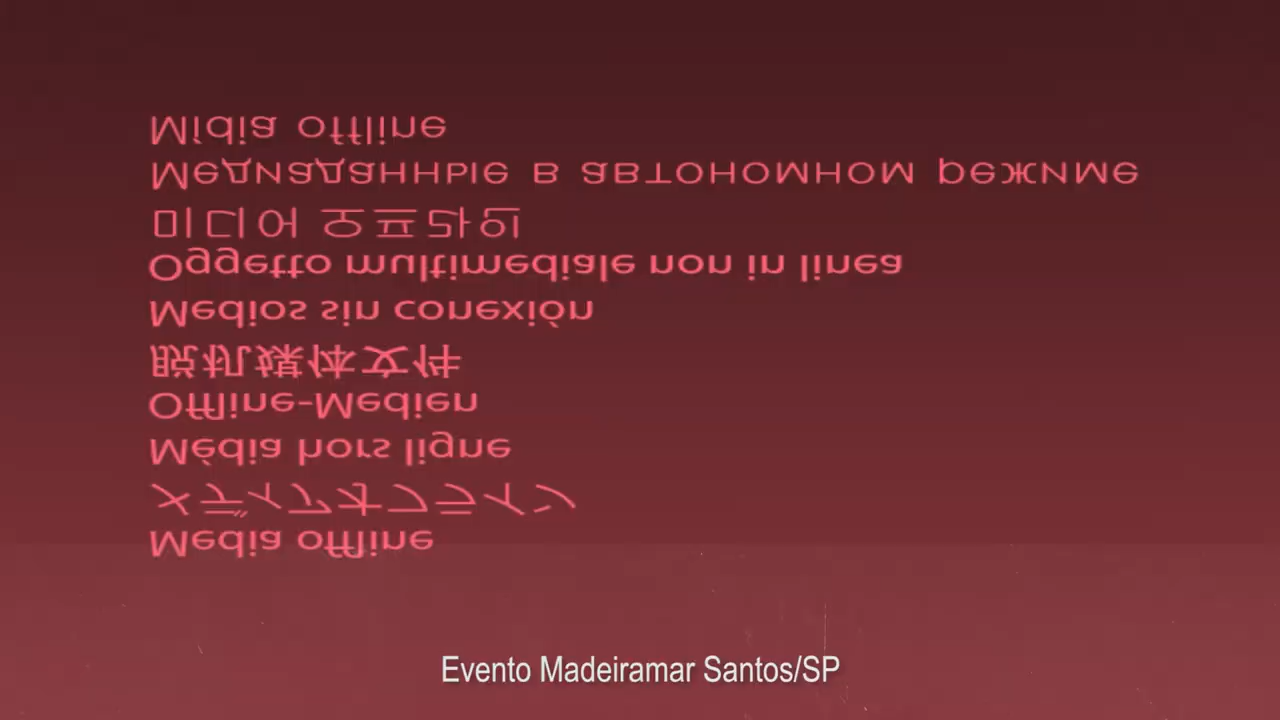 Mídia offline
Медиаданные в автономном режиме
미디어 오프라인
Oggetto multimediale non in linea
Medios sin conexión
脱机媒体文件
Offline-Medien
Média hors ligne
メディアオフライン
Media offline
Evento Madeiramar Santos/SP